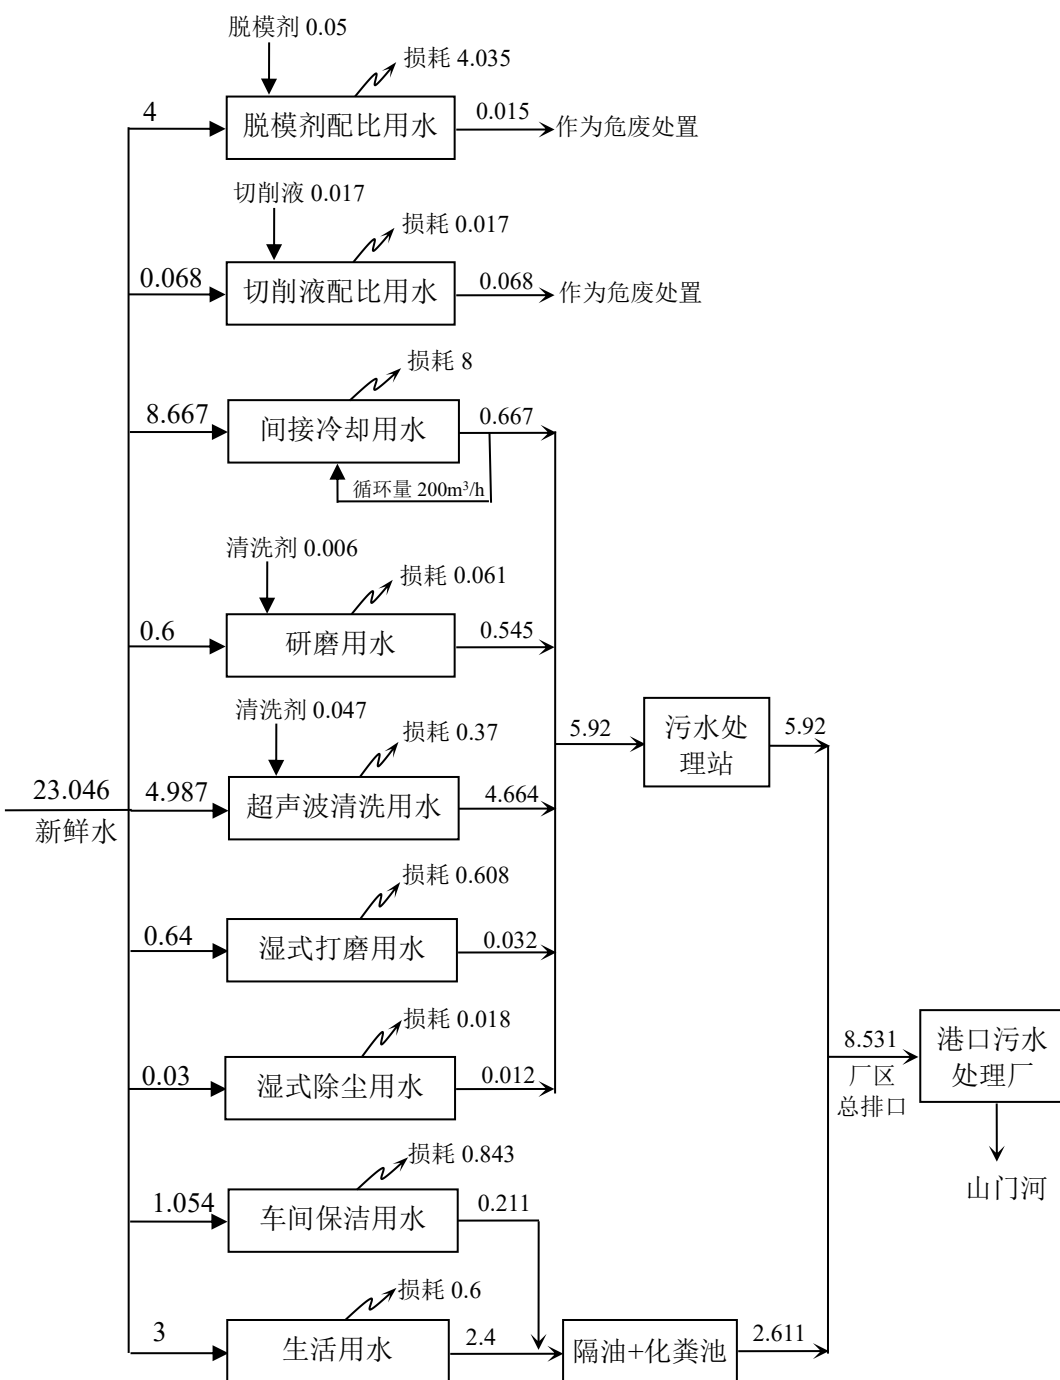 脱模剂 0.05
损耗 4.035
4
脱模剂配比用水
0.015
作为危废处置
切削液 0.017
损耗 0.017
0.068
切削液配比用水
0.068
作为危废处置
损耗 8
8.667
间接冷却用水
0.667
循环量 200m³/h
清洗剂 0.006
损耗 0.061
0.6
研磨用水
0.545
清洗剂 0.047
损耗 0.37
23.046
新鲜水
4.987
超声波清洗用水
4.664
5.92
污水处
理站
5.92
损耗 0.608
0.64
湿式打磨用水
0.032
损耗 0.018
0.03
湿式除尘用水
0.012
8.531
厂区
总排口
港口污水
处理厂
山门河
损耗 0.843
1.054
车间保洁用水
0.211
损耗 0.6
3
生活用水
2.4
隔油+化粪池
2.611